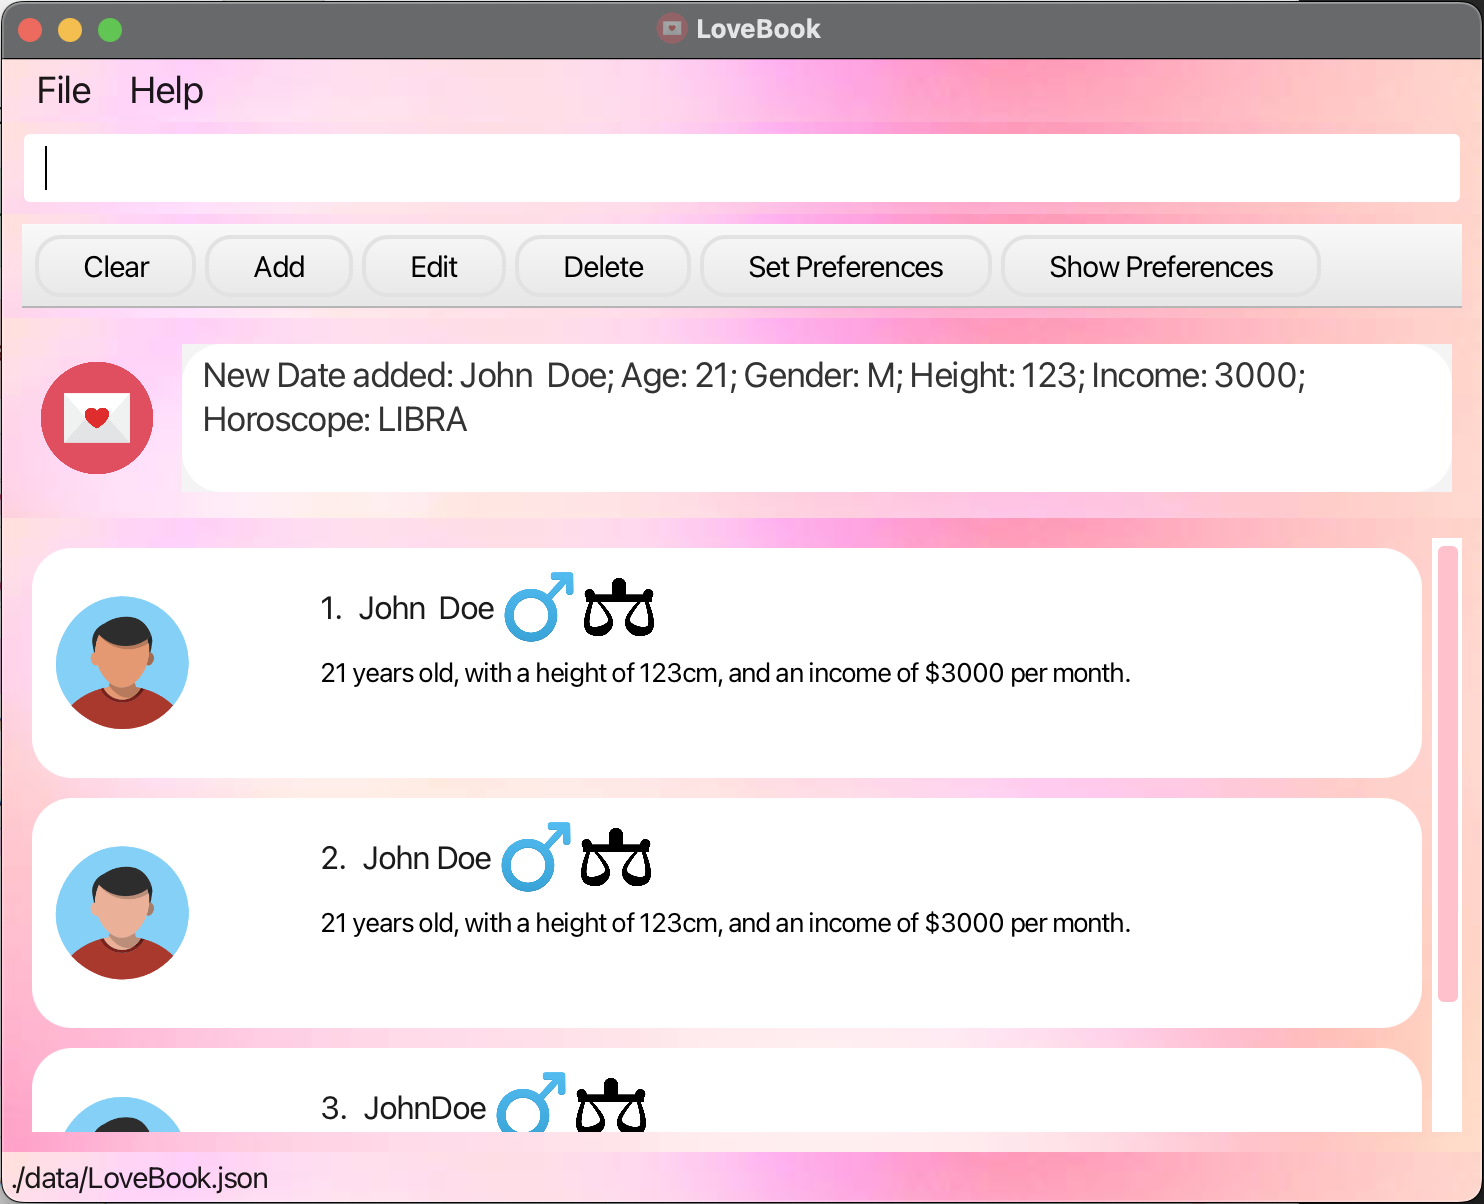 LoveBook
File Help
Clear Add Edit Delete Set Preferences Show Preferences
New Date added: John  Doe; Age: 21; Gender: M; Height: 123; Income: 3000;
Horoscope: LIBRA
1. John  Doe
21 years old, with a height of 123cm, and an income of $3000 per month.
2. John Doe
21 years old, with a height of 123cm, and an income of $3000 per month.
3. JohnDoe
./data/LoveBook.json